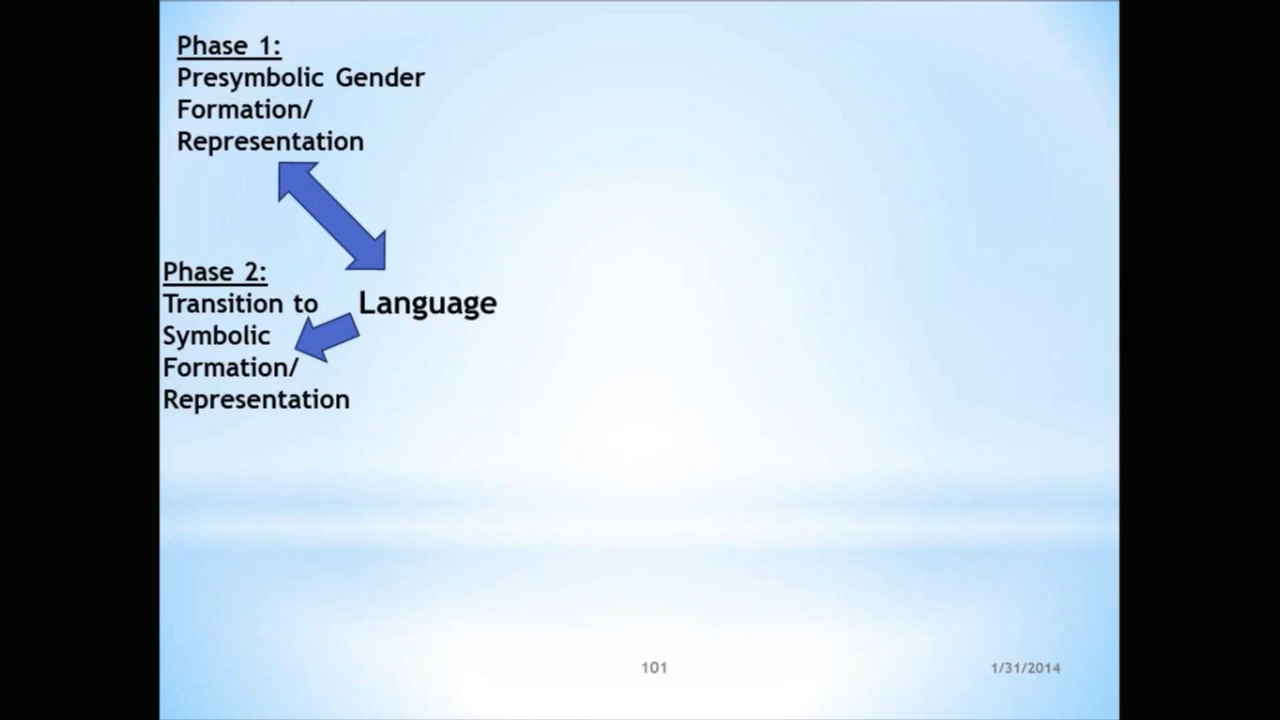 Phase 1:
Presymbolic Gender
Formation/
Representation
Phase 2:
Transition to
Symbolic
Formation/
Representation
Language
101
1/31/2014